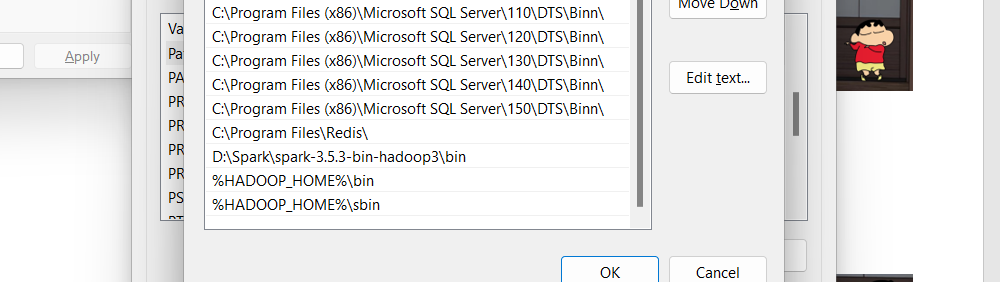 C:\Program Files (x86)\Microsoft SQL Server\110\DTS\Binn\
C:\Program Files (x86)\Microsoft SQL Server\120\DTS\Binn\
C:\Program Files (x86)\Microsoft SQL Server\130\DTS\Binn\
C:\Program Files (x86)\Microsoft SQL Server\140\DTS\Binn\
C:\Program Files (x86)\Microsoft SQL Server\150\DTS\Binn\
C:\Program Files\Redis\
D:\Spark\spark-3.5.3-bin-hadoop3\bin
%HADOOP_HOME%\bin
%HADOOP_HOME%\sbin
Move Down
Edit text...
OK
Cancel
Apply
Va
Pa
PA
PR
PR
PR
PR
PS